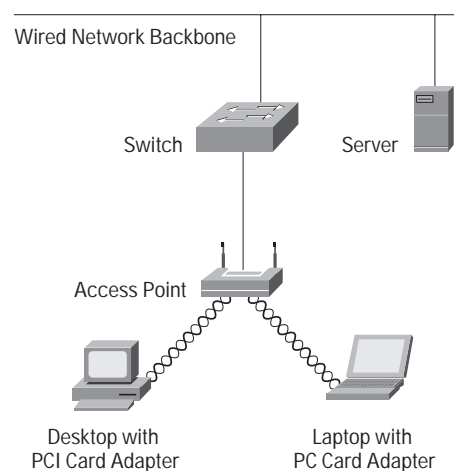 Wired Network Backbone
Switch
Server
Access Point
Desktop with
PCI Card Adapter
Laptop with
PC Card Adapter